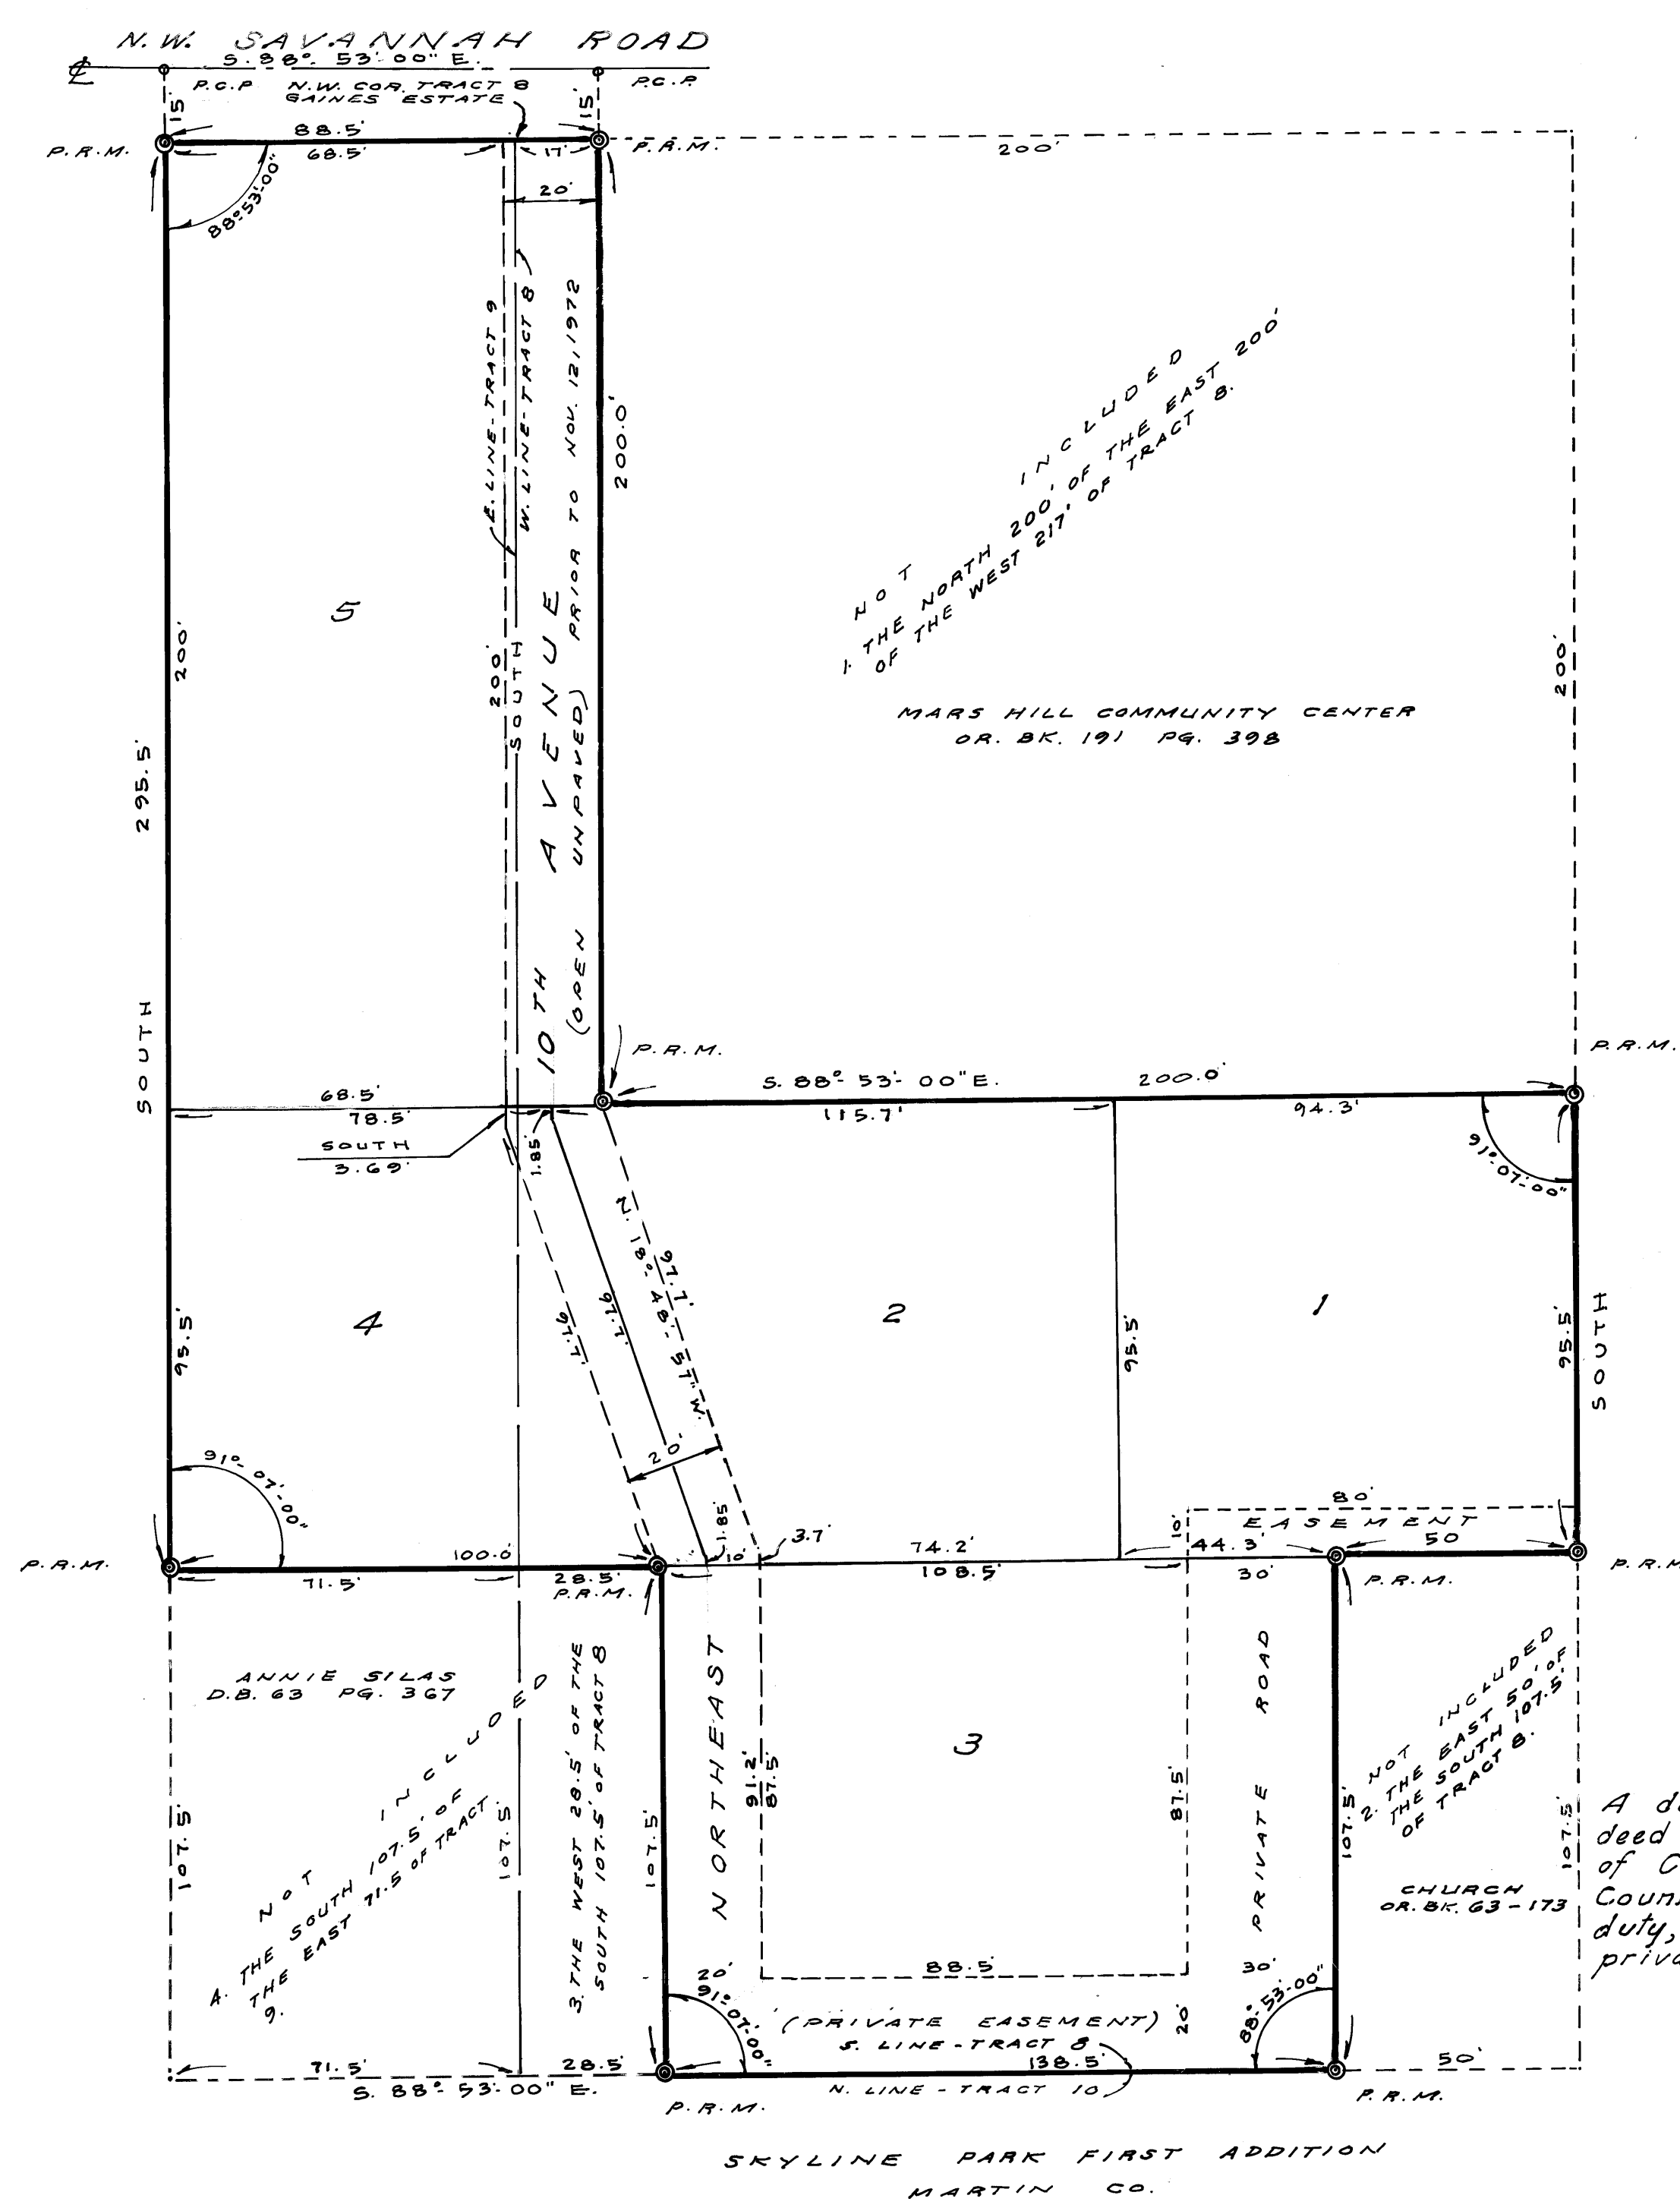 N.W. SAVANNAH ROAD
S. 88°- 53'- 00" E.
℄
P.C.P
N.W. COR. TRACT 8
GAINES ESTATE
P.C.P.
15'
15'
88.5'
68.5'
17'
P.R.M.
P.R.M.
200'
88°53'-00"
20'
E. LINE-TRACT 9
W. LINE-TRACT 8
10TH AVENUE
(OPEN UNPAVED) PRIOR TO NOV. 12, 1972
200.0'
200'
SOUTH
5
200'
SOUTH 295.5'
NOT INCLUDED
1. THE NORTH 200' OF THE EAST 200'
OF THE WEST 217' OF TRACT 8.
MARS HILL COMMUNITY CENTER
OR. BK. 191 PG. 398
200'
P.R.M.
P.R.M.
68.5'
78.5'
SOUTH
3.69'
1.85'
S. 88°- 53'- 00" E.
200.0'
115.7'
94.3'
91°-07'-00"
N. 18°- 48'- 57" W.
97.7'
97.7'
97.7'
4
2
1
95.5'
95.5'
95.5'
SOUTH
91°- 07'-00"
20'
1.85'
10'
3.7'
80'
EASEMENT
10'
50
P.R.M.
100.0'
71.5'
28.5'
P.R.M.
74.2'
108.5'
44.3'
30'
P.R.M.
P.R.M
ANNIE SILAS
D.B. 63 PG. 367
NOT INCLUDED
A. THE SOUTH 107.5' OF
THE EAST 71.5 OF TRACT
9.
107.5'
107.5'
3. THE WEST 28.5' OF THE
SOUTH 107.5' OF TRACT 8
107.5'
NORTHEAST
91.2'
87.5'
3
87.5'
PRIVATE ROAD
107.5'
NOT INCLUDED
2. THE EAST 50' OF
THE SOUTH 107.5'
OF TRACT 8.
CHURCH
OR. BK. 63-173
107.5'
A d
deed
of C
Coun
duty,
priva
20'
91°-07'-00"
88.5'
30'
88°-53'-00"
(PRIVATE EASEMENT)
20'
S. LINE-TRACT 8
138.5'
N. LINE - TRACT 10
71.5'
28.5'
S. 88°- 53'- 00" E.
50'
P.R.M.
P.R.M.
SKYLINE PARK FIRST ADDITION
MARTIN CO.